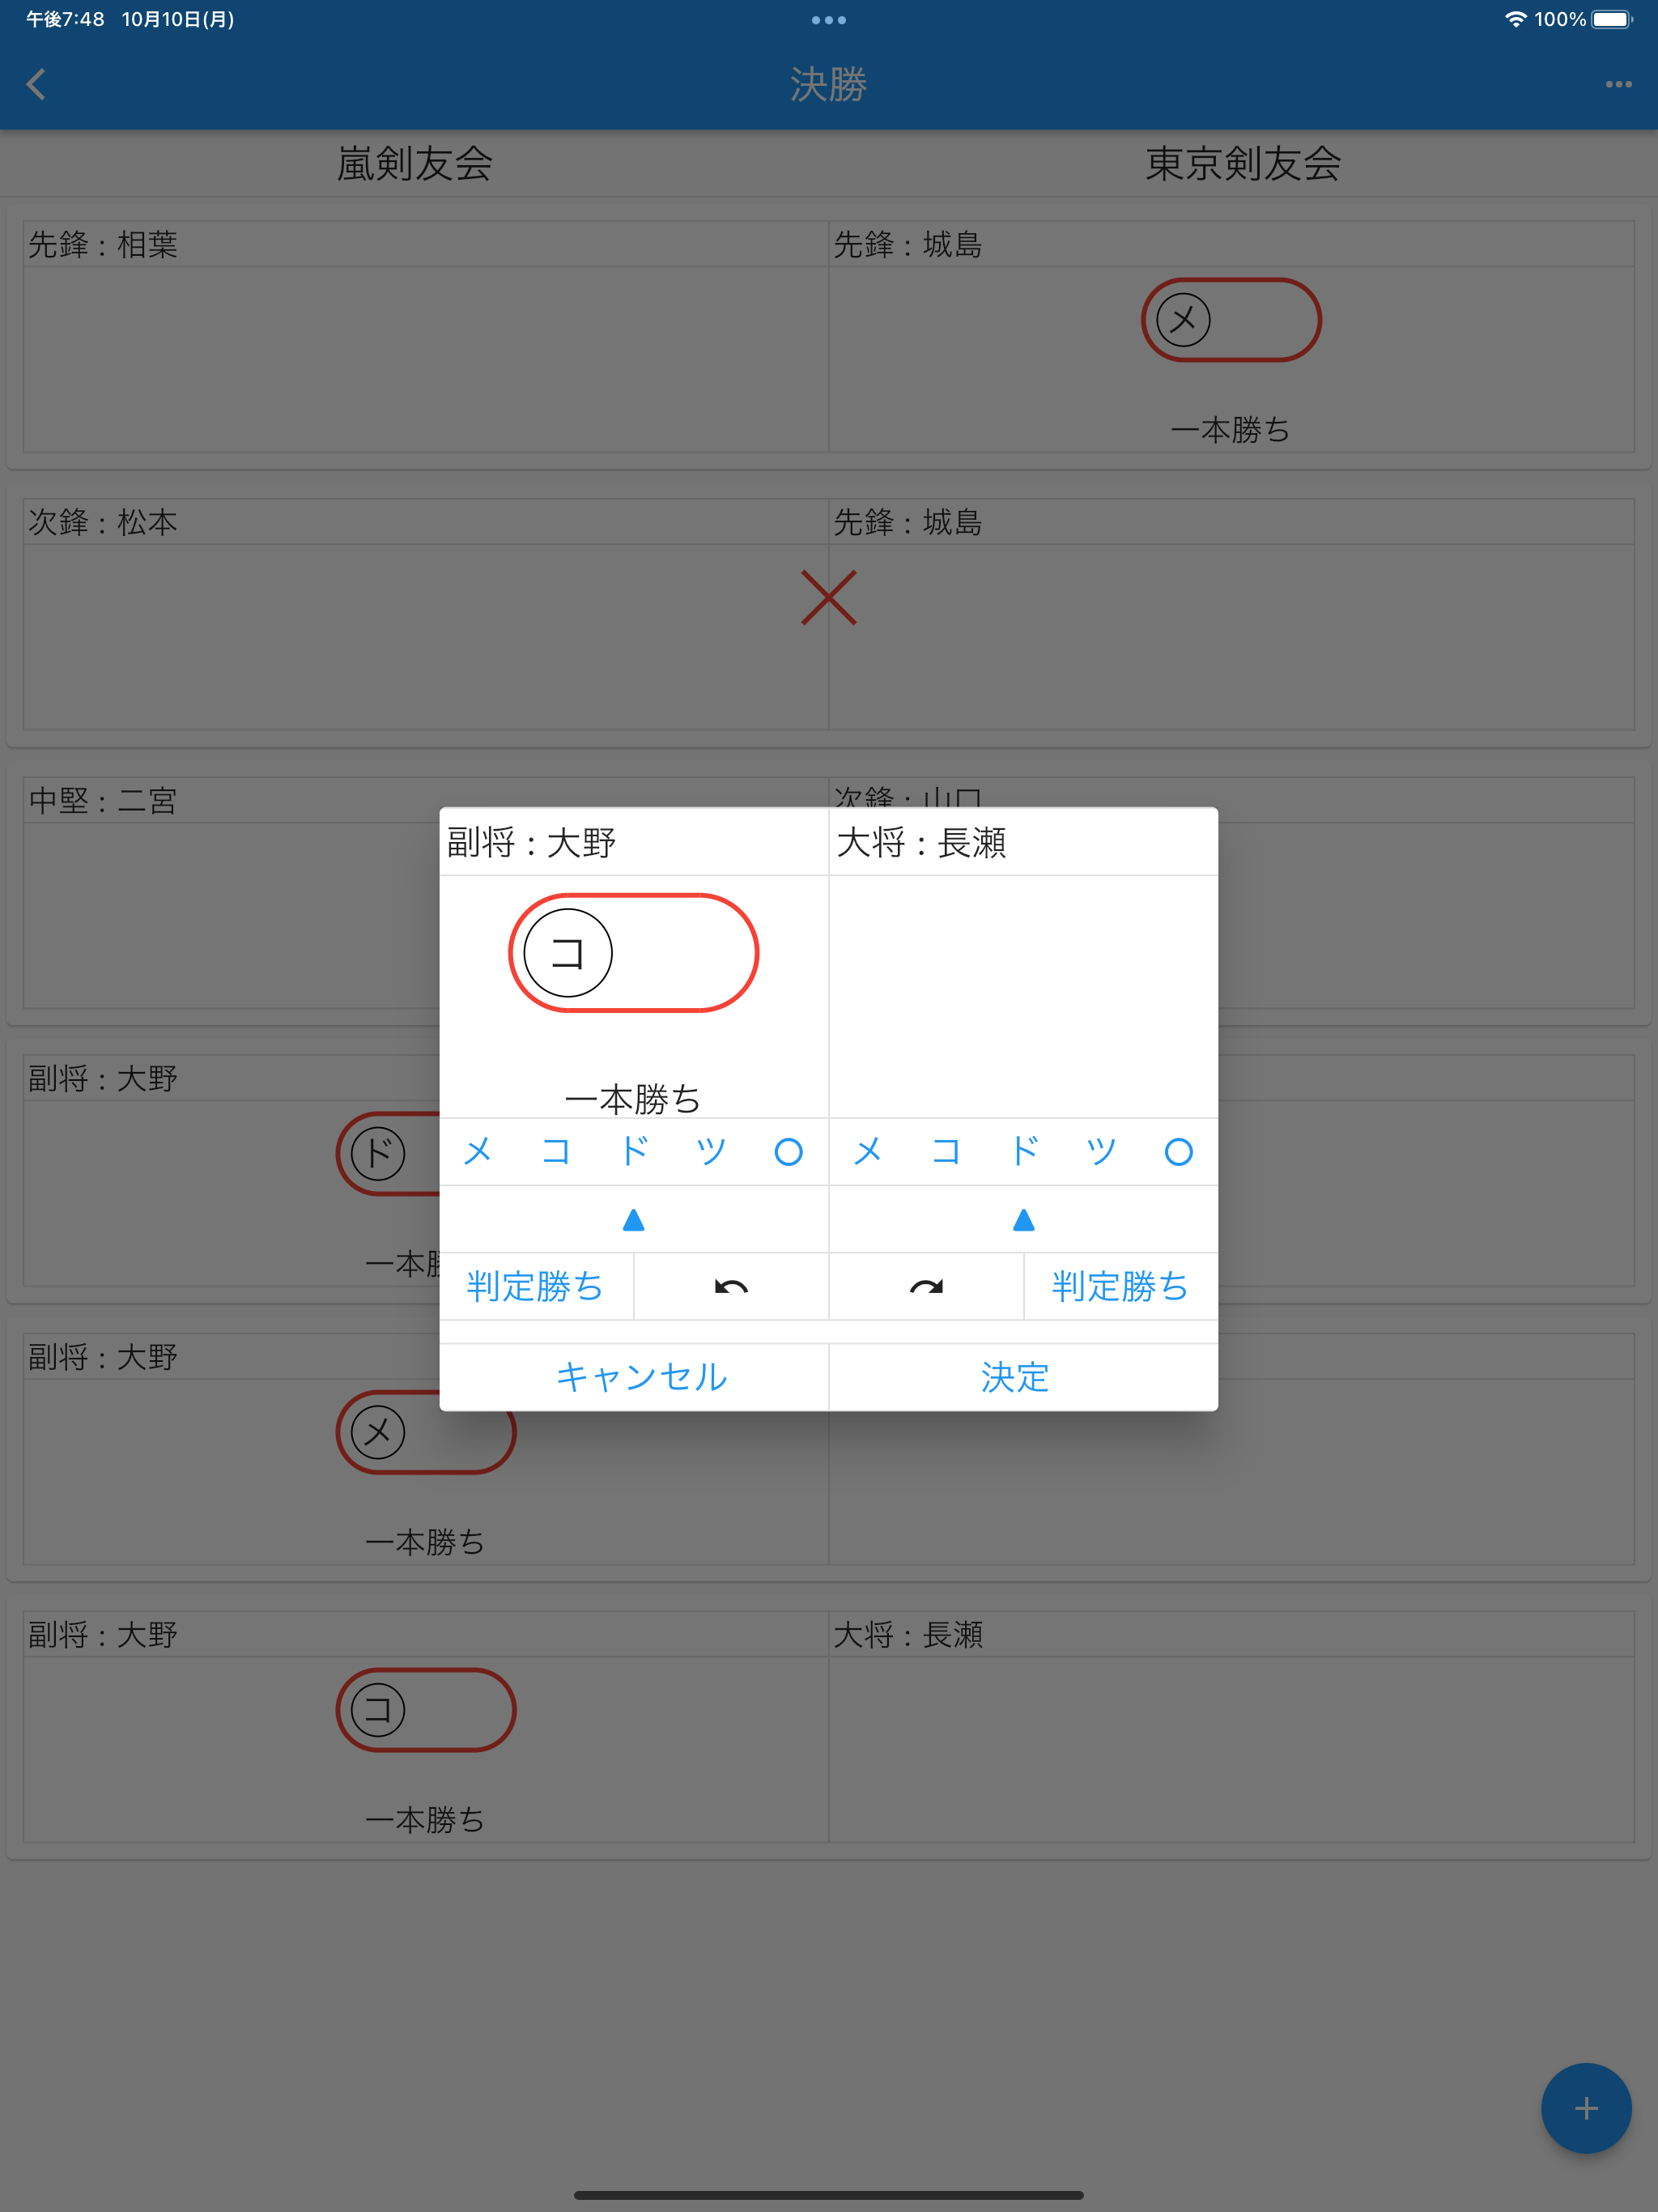 午後7:48 10月10日(月) 100%
決勝
嵐剣友会 東京剣友会
先鋒：相葉 先鋒：城島
メ
一本勝ち
次鋒：松本 先鋒：城島
中堅：二宮 次鋒：山口
副将：大野 大将：長瀬
コ
一本勝ち
メ コ ド ツ ○ メ コ ド ツ ○
▲ ▲
判定勝ち 判定勝ち
キャンセル 決定
副将：大野
ド
一本勝
副将：大野
メ
一本勝ち
副将：大野 大将：長瀬
コ
一本勝ち
+